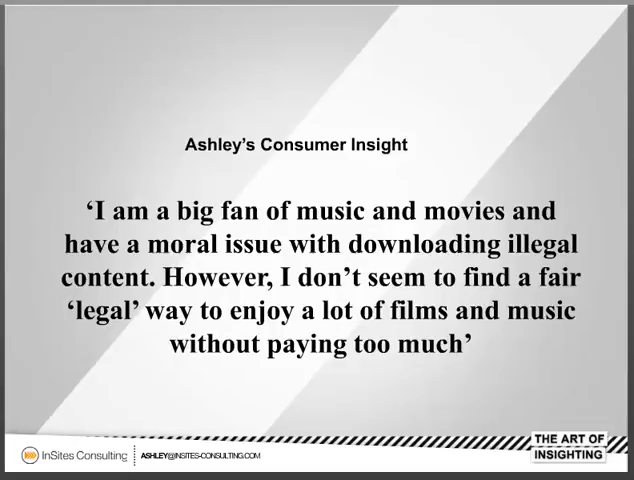 Ashley's Consumer Insight
‘I am a big fan of music and movies and
have a moral issue with downloading illegal
content. However, I don’t seem to find a fair
‘legal’ way to enjoy a lot of films and music
without paying too much’
InSites Consulting
ASHLEY@INSITES-CONSULTING.COM
THE ART OF
INSIGHTING